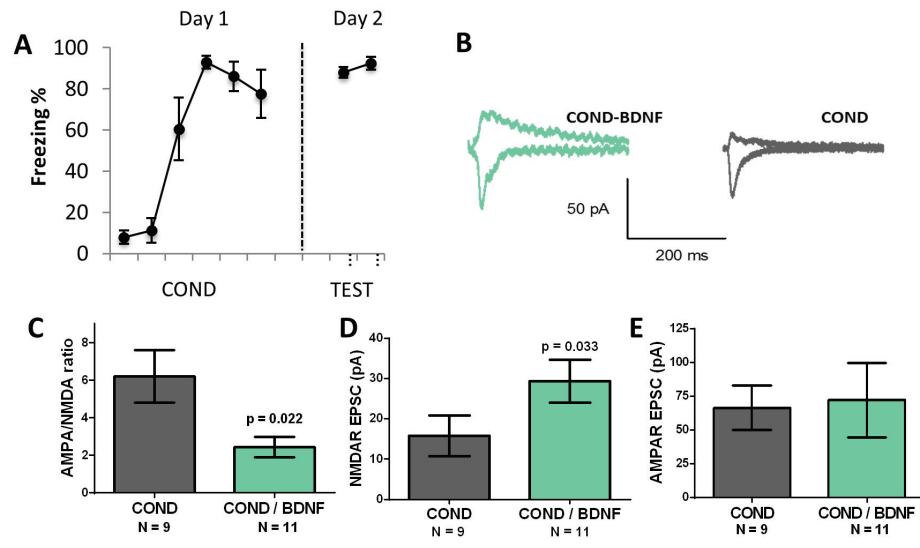 Day 1
Day 2
A
Freezing %
100
80
60
40
20
0
COND
TEST
B
COND-BDNF
COND
50 pA
200 ms
C
AMPA/NMDA ratio
8
6
4
2
0
p = 0.022
COND
COND / BDNF
N = 9
N = 11
D
NMDAR EPSC (pA)
40
30
20
10
0
p = 0.033
COND
COND / BDNF
N = 9
N = 11
E
AMPAR EPSC (pA)
125
100
75
50
25
0
COND
COND / BDNF
N = 9
N = 11